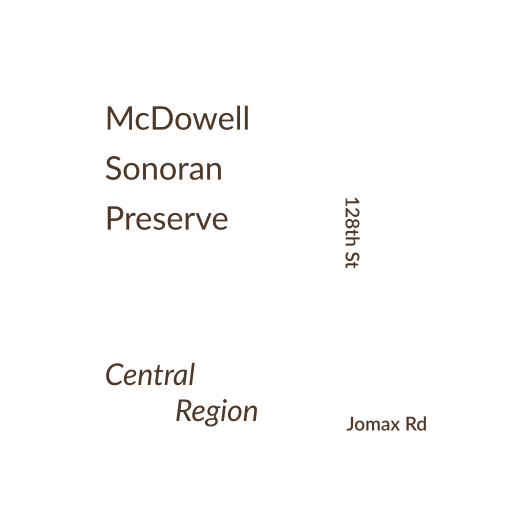 McDowell
Sonoran
Preserve
128th St
Central
Region
Jomax Rd